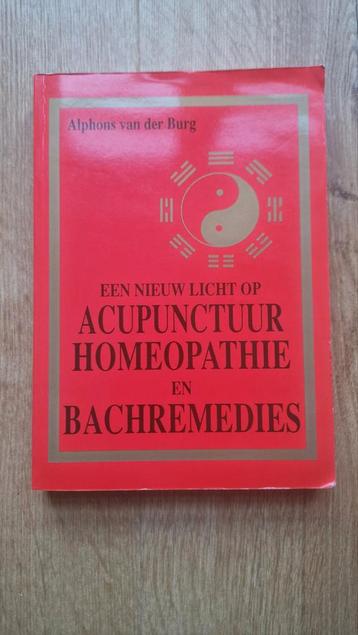 Alphons van der Burg
EEN NIEUW LICHT OP
ACUPUNCTUUR
HOMEOPATHIE
EN
BACHREMEDIES